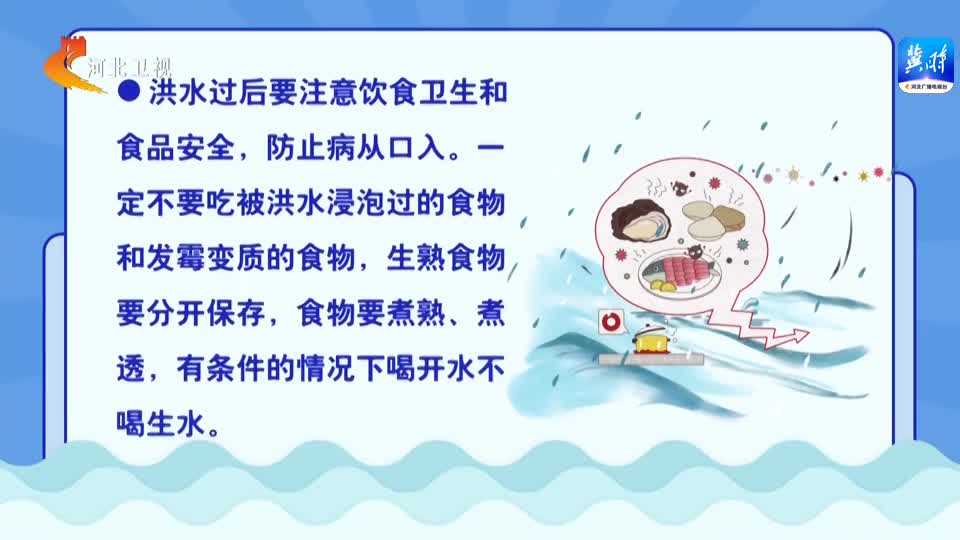 河北卫视
冀时
河北广播电视台
● 洪水过后要注意饮食卫生和
食品安全，防止病从口入。一
定不要吃被洪水浸泡过的食物
和发霉变质的食物，生熟食物
要分开保存，食物要煮熟、煮
透，有条件的情况下喝开水不
喝生水。